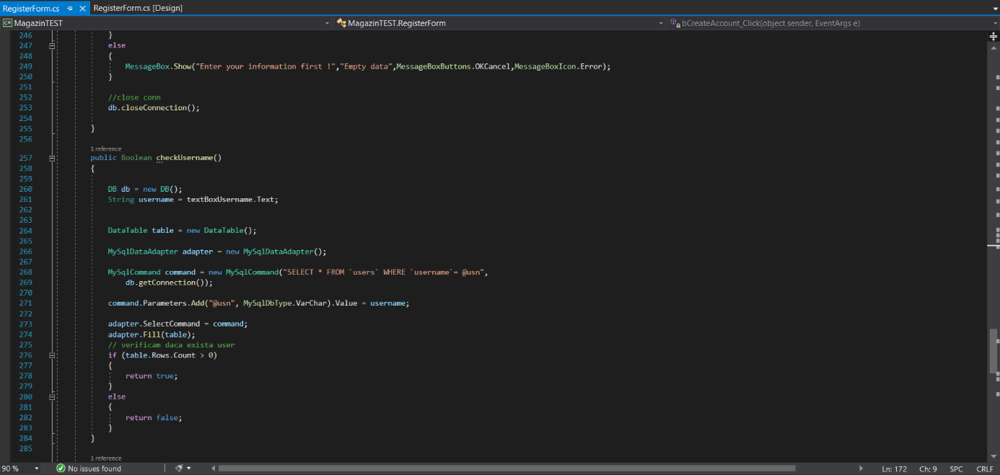 RegisterForm.cs RegisterForm.cs [Design]
C# MagazinTEST MagazinTEST.RegisterForm bCreateAccount_Click(object sender, EventArgs e)
246 }
247 else
248 {
249 MessageBox.Show("Enter your information first !","Empty data",MessageBoxButtons.OKCancel,MessageBoxIcon.Error);
250 }
251
252 //close conn
253 db.closeConnection();
254
255 }
256
1 reference
257 public Boolean checkUsername()
258 {
259
260 DB db = new DB();
261 String username = textBoxUsername.Text;
262
263
264 DataTable table = new DataTable();
265
266 MySqlDataAdapter adapter = new MySqlDataAdapter();
267
268 MySqlCommand command = new MySqlCommand("SELECT * FROM `users` WHERE `username`= @usn",
269 db.getConnection());
270
271 command.Parameters.Add("@usn", MySqlDbType.VarChar).Value = username;
272
273 adapter.SelectCommand = command;
274 adapter.Fill(table);
275 // verificam daca exista user
276 if (table.Rows.Count > 0)
277 {
278 return true;
279 }
280 else
281 {
282 return false;
283 }
284 }
285
1 reference
90 % No issues found Ln: 172 Ch: 9 SPC CRLF